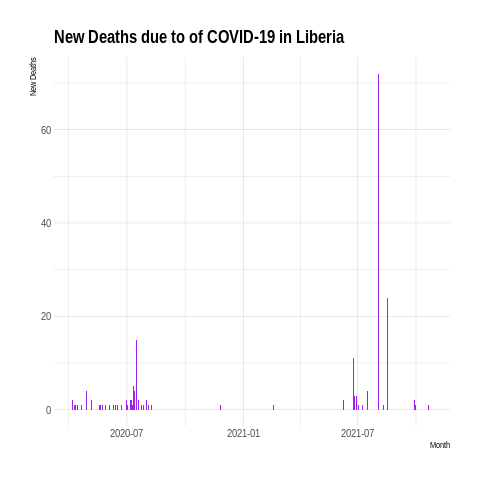 New Deaths due to of COVID-19 in Liberia
New Deaths
60
40
20
0
2020-07
2021-01
2021-07
Month